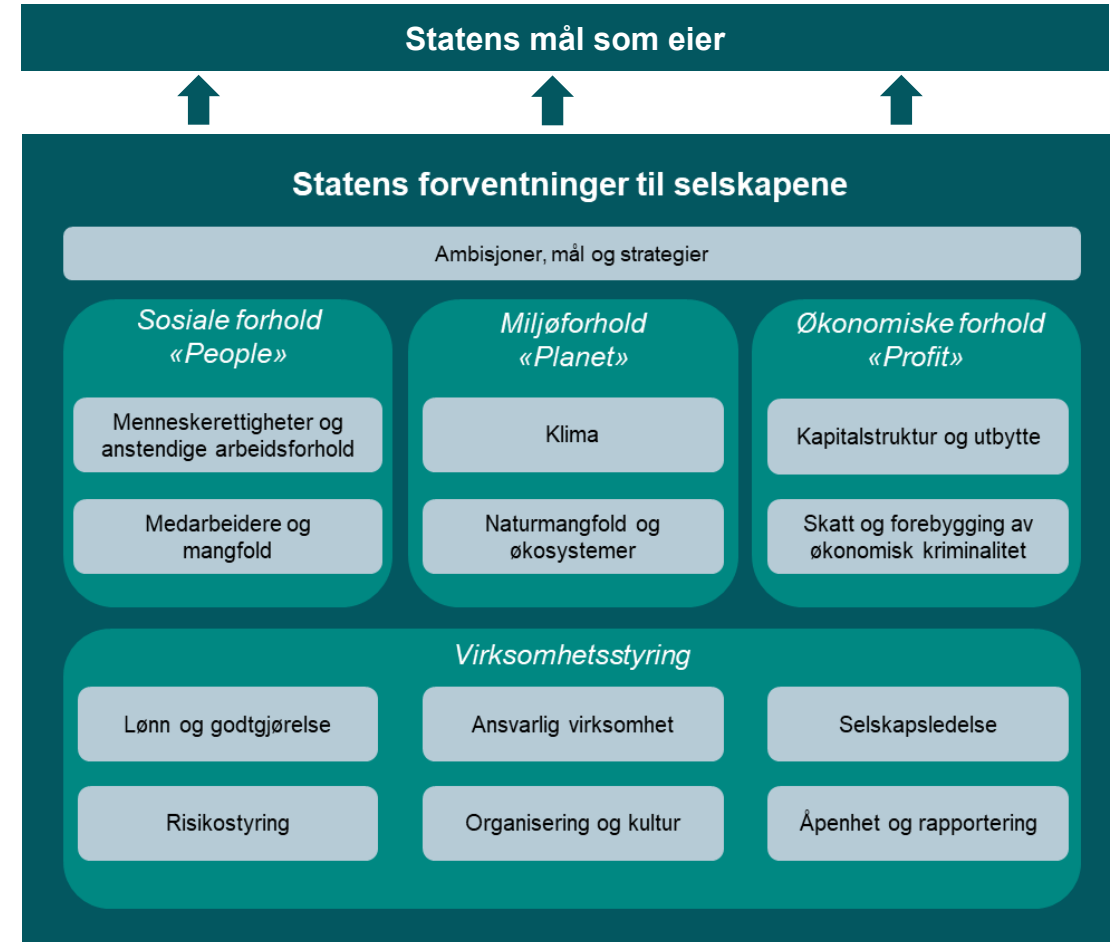 Statens mål som eier
Statens forventninger til selskapene
Ambisjoner, mål og strategier
Sosiale forhold
«People»
Menneskerettigheter og
anstendige arbeidsforhold
Medarbeidere og
mangfold
Miljøforhold
«Planet»
Klima
Naturmangfold og
økosystemer
Økonomiske forhold
«Profit»
Kapitalstruktur og utbytte
Skatt og forebygging av
økonomisk kriminalitet
Virksomhetsstyring
Lønn og godtgjørelse
Ansvarlig virksomhet
Selskapsledelse
Risikostyring
Organisering og kultur
Åpenhet og rapportering